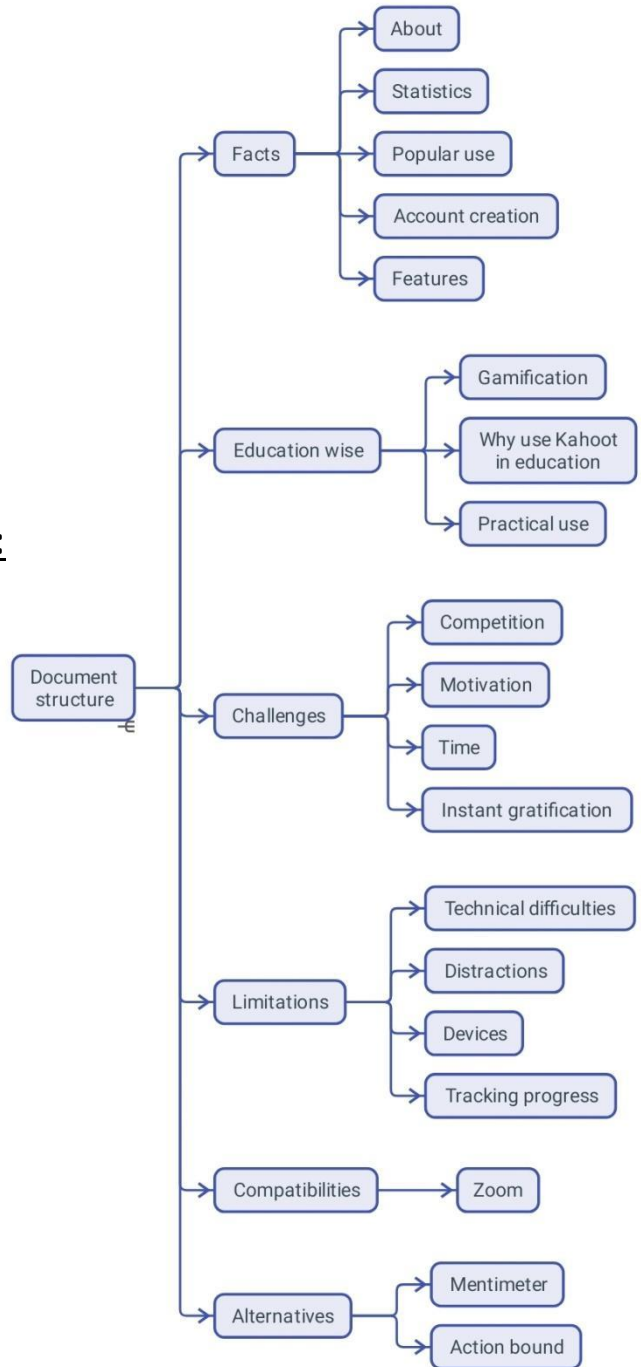 About
Statistics
Facts
Popular use
Account creation
Features
Gamification
Education wise
Why use Kahoot
in education
Practical use
:
Document
structure
Competition
Motivation
Challenges
Time
Instant gratification
Technical difficulties
Distractions
Limitations
Devices
Tracking progress
Compatibilities
Zoom
Mentimeter
Alternatives
Action bound